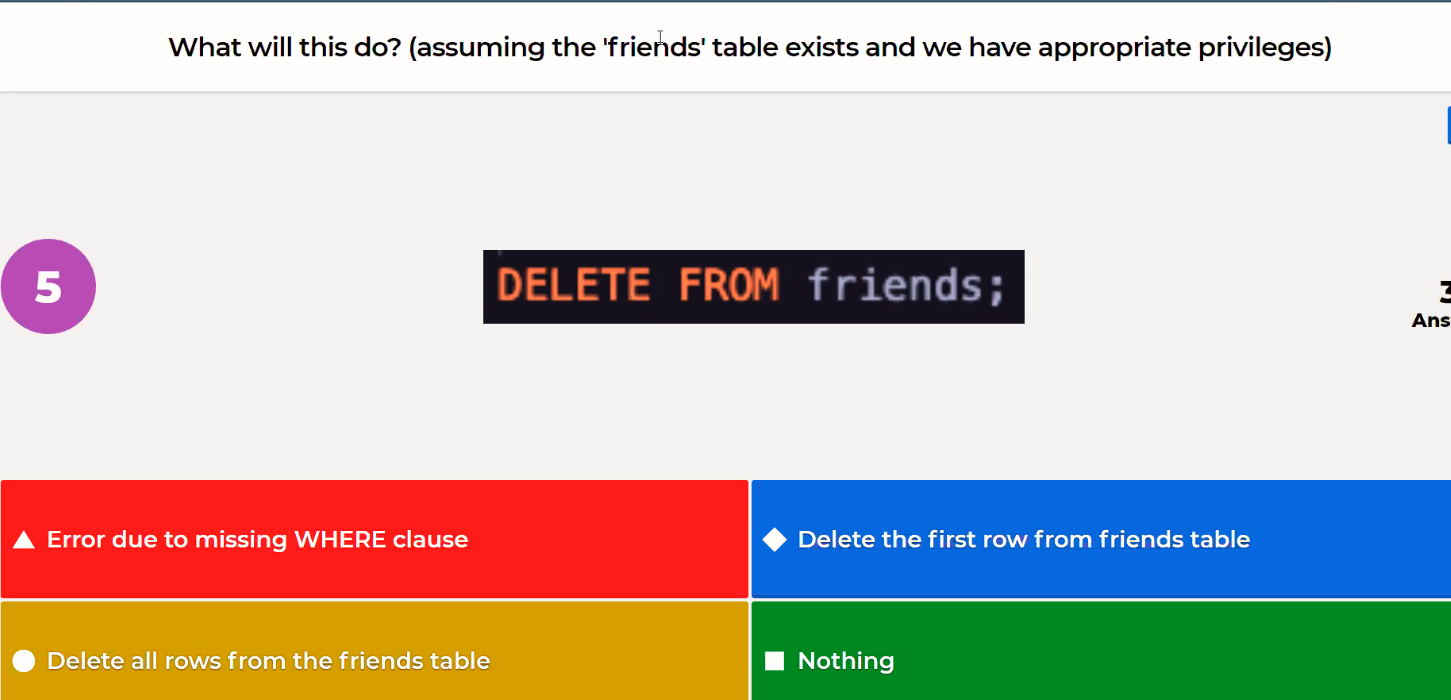 What will this do? (assuming the 'friends' table exists and we have appropriate privileges)
5
DELETE FROM friends;
3
Ans
Error due to missing WHERE clause
Delete the first row from friends table
Delete all rows from the friends table
Nothing